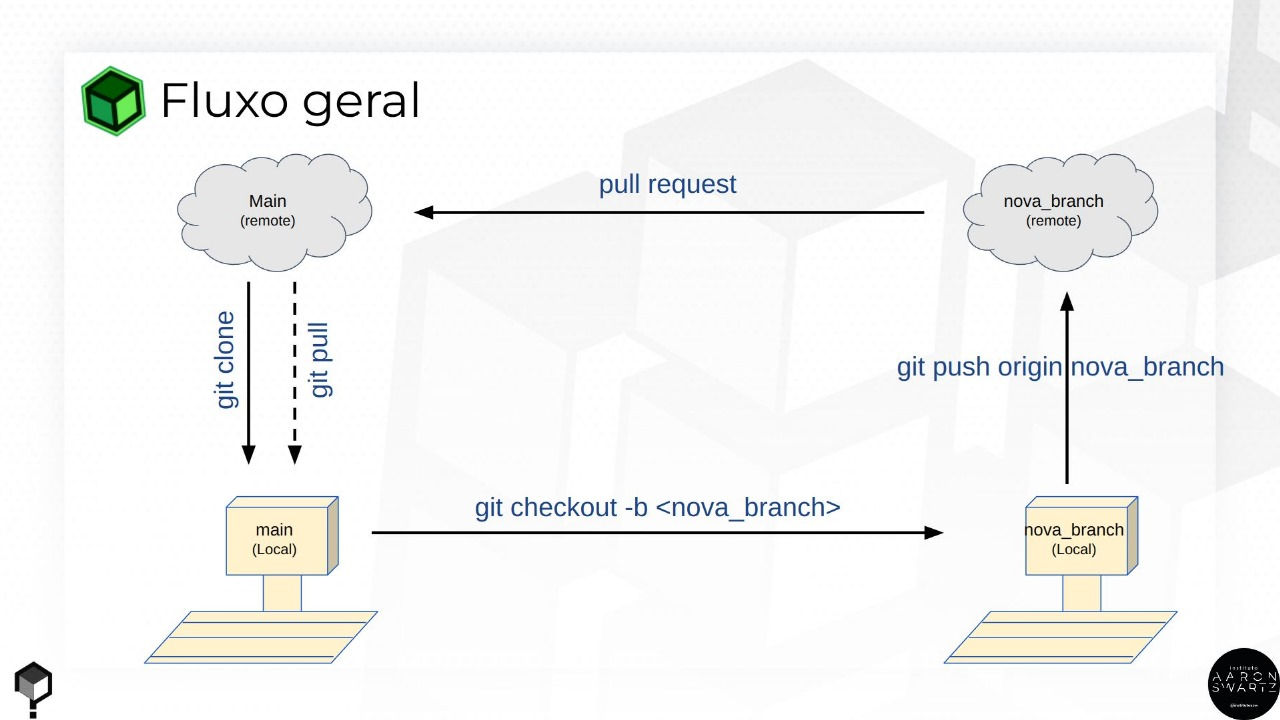 Fluxo geral
Main
(remote)
pull request
nova_branch
(remote)
git clone
git pull
git push origin nova_branch
git checkout -b <nova_branch>
main
(Local)
nova_branch
(Local)
instituto
AARON
SWARTZ